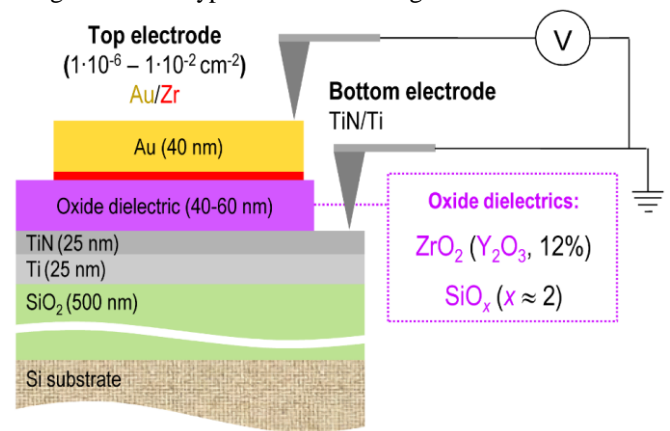 Top electrode
(1·10⁻⁶ – 1·10⁻² cm⁻²)
Au/Zr
V
Bottom electrode
TiN/Ti
Au (40 nm)
Oxide dielectric (40-60 nm)
TiN (25 nm)
Ti (25 nm)
SiO₂ (500 nm)
Si substrate
Oxide dielectrics:
ZrO₂ (Y₂O₃, 12%)
SiOₓ (x ≈ 2)